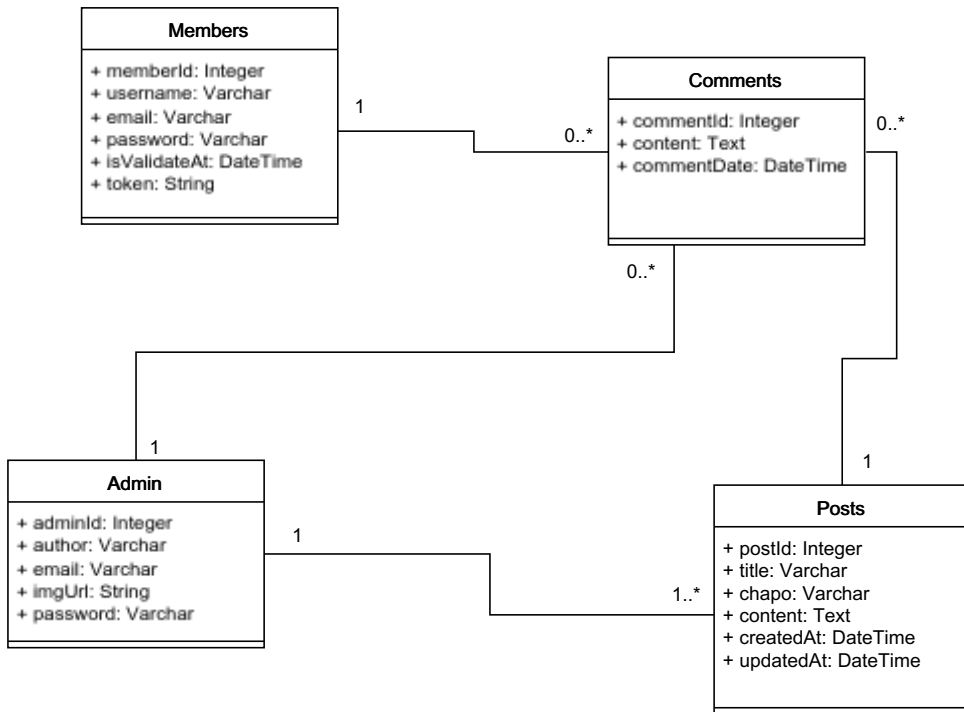 Members
+ memberId: Integer
+ username: Varchar
+ email: Varchar
+ password: Varchar
+ isValidateAt: DateTime
+ token: String
1
0..*
Comments
+ commentId: Integer
+ content: Text
+ commentDate: DateTime
0..*
0..*
1
Admin
+ adminId: Integer
+ author: Varchar
+ email: Varchar
+ imgUrl: String
+ password: Varchar
1
1..*
1
Posts
+ postId: Integer
+ title: Varchar
+ chapo: Varchar
+ content: Text
+ createdAt: DateTime
+ updatedAt: DateTime